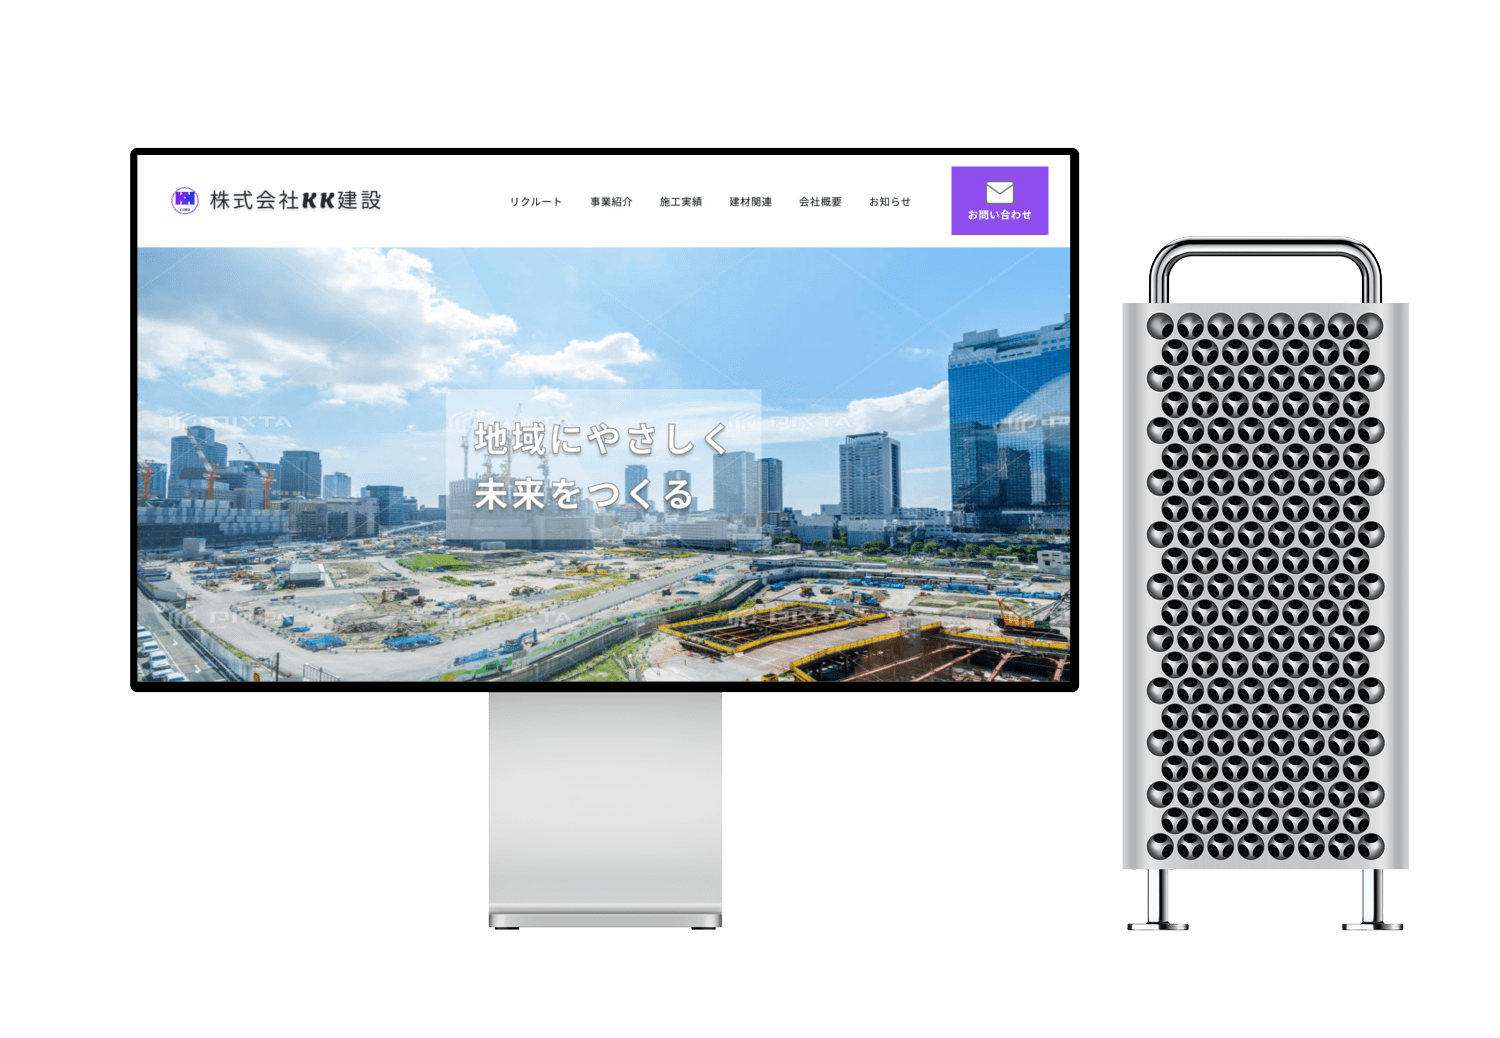 株式会社KK建設
リクルート
事業紹介
施工実績
建材関連
会社概要
お知らせ
お問い合わせ
地域にやさしく
未来をつくる
PIXTA
PIXTA
PIXTA
PIXTA
PIXTA